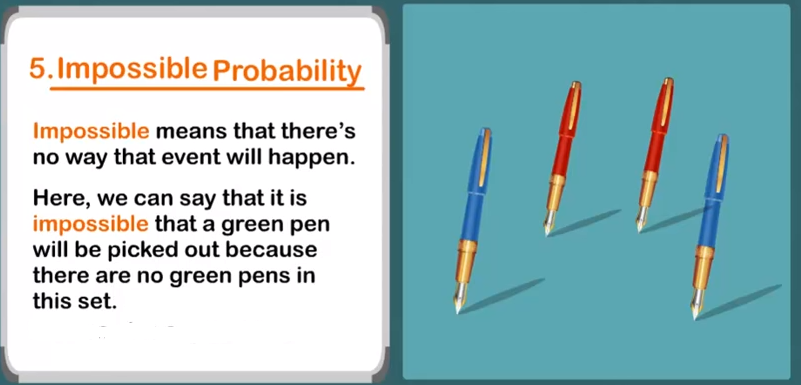 5.Impossible Probability
Impossible means that there's
no way that event will happen.
Here, we can say that it is
impossible that a green pen
will be picked out because
there are no green pens in
this set.